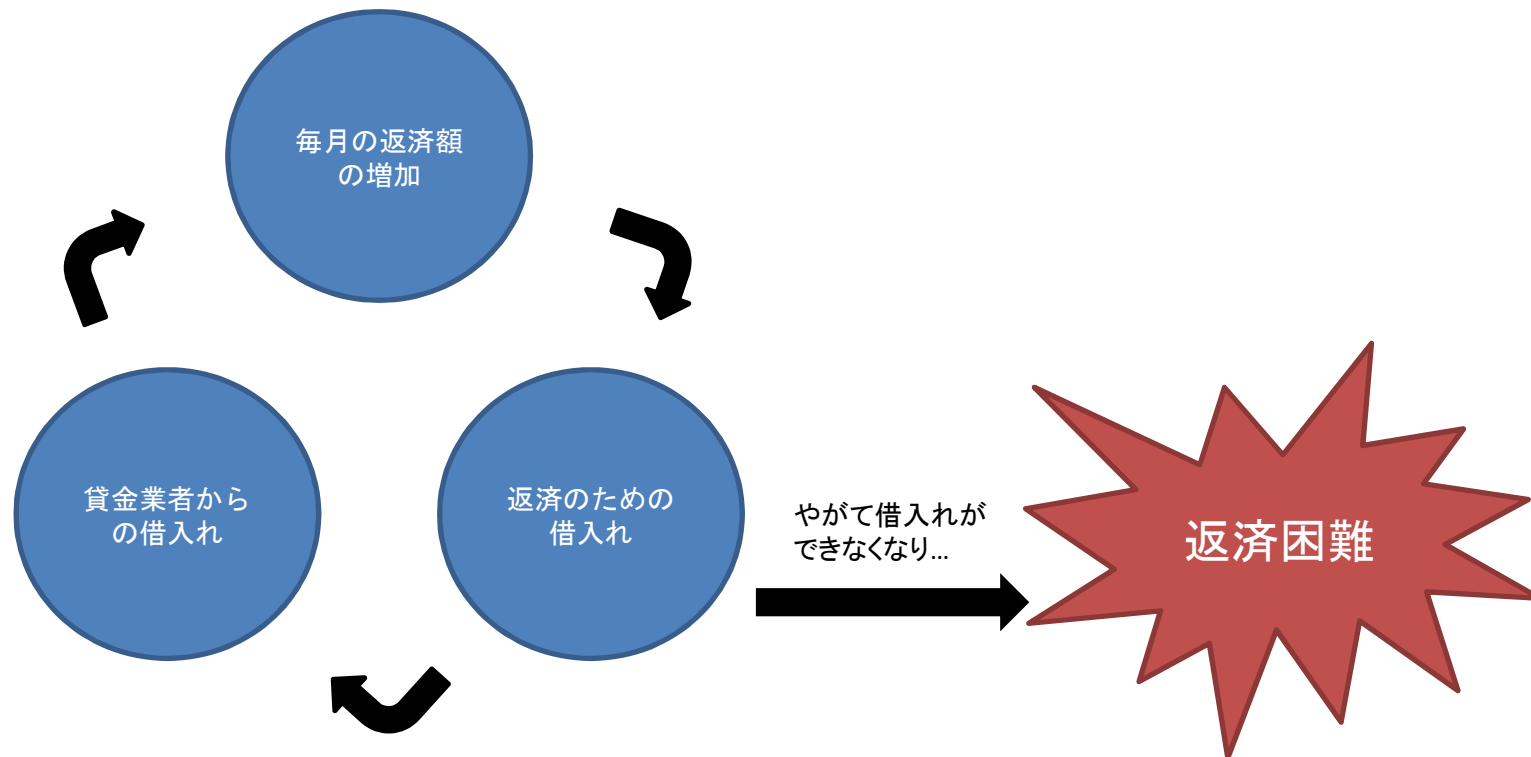 毎月の返済額
の増加
貸金業者から
の借入れ
返済のための
借入れ
やがて借入れが
できなくなり...
返済困難